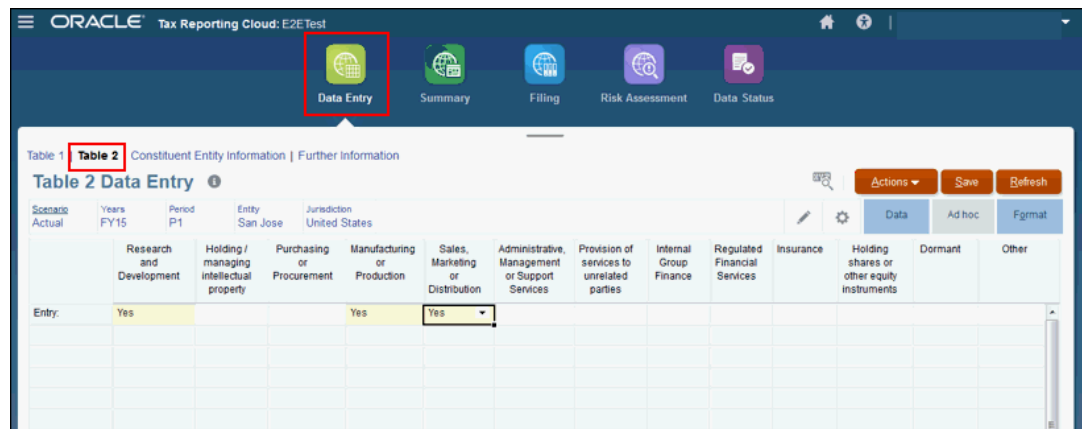 ORACLE® Tax Reporting Cloud: E2ETest
Data Entry Summary Filing Risk Assessment Data Status
Table 1 | Table 2 | Constituent Entity Information | Further Information
Table 2 Data Entry
Actions Save Refresh
Scenario Years Period Entity Jurisdiction
Actual FY15 P1 San Jose United States
Data Ad hoc Format
Research and Development
Holding / managing intellectual property
Purchasing or Procurement
Manufacturing or Production
Sales, Marketing or Distribution
Administrative, Management or Support Services
Provision of services to unrelated parties
Internal Group Finance
Regulated Financial Services
Insurance
Holding shares or other equity instruments
Dormant
Other
Entry: Yes Yes Yes